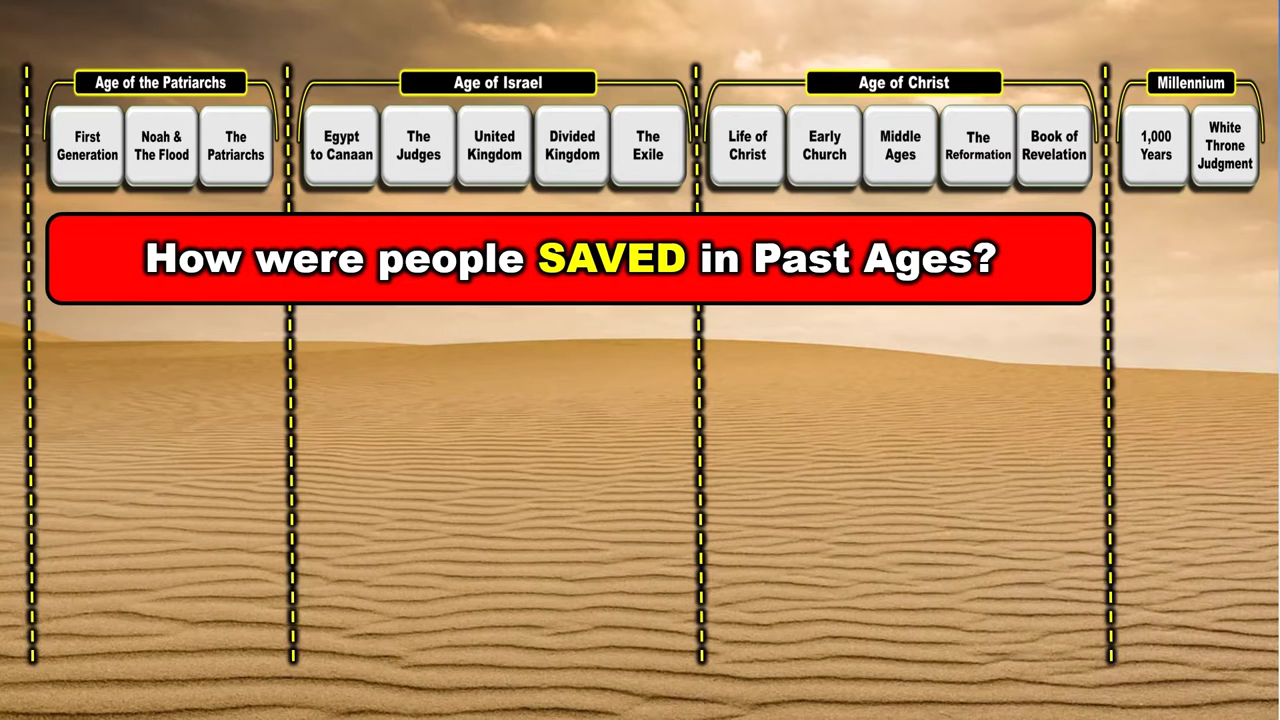 Age of the Patriarchs
Age of Israel
Age of Christ
Millennium
First
Generation
Noah &
The Flood
The
Patriarchs
Egypt
to Canaan
The
Judges
United
Kingdom
Divided
Kingdom
The
Exile
Life of
Christ
Early
Church
Middle
Ages
The
Reformation
Book of
Revelation
1,000
Years
White
Throne
Judgment
How were people SAVED in Past Ages?